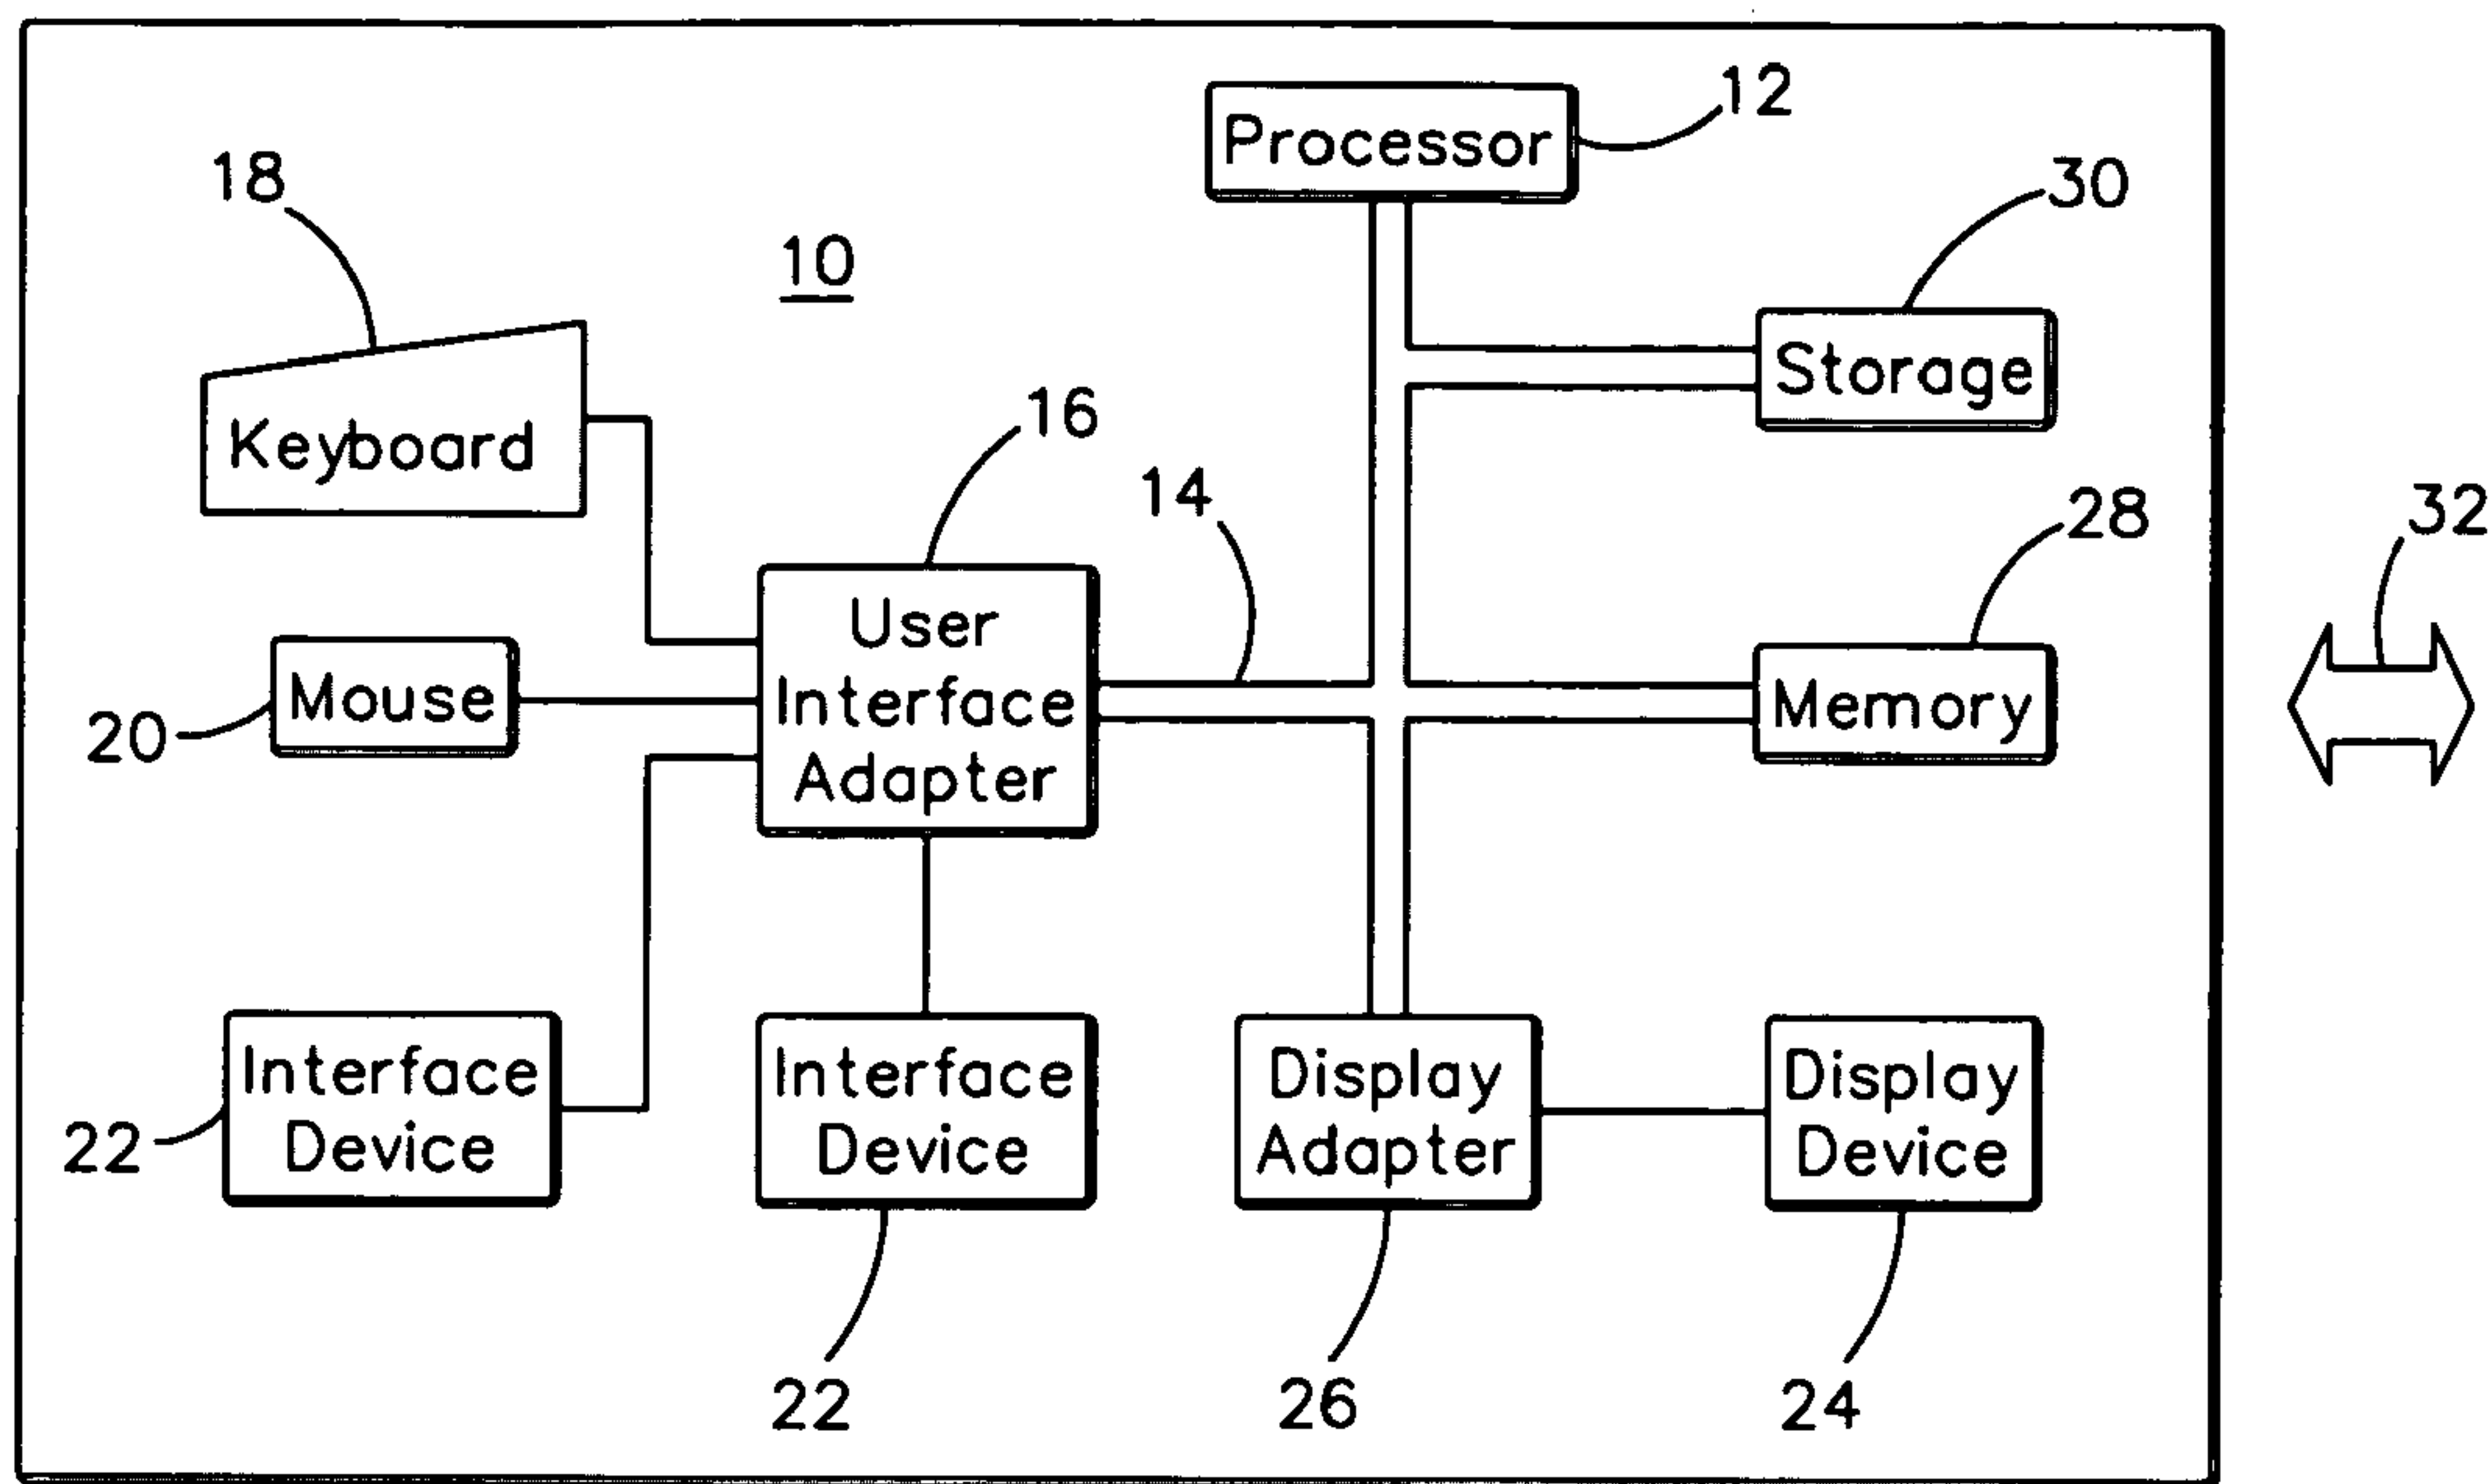 Processor
12
18
30
10
Storage
Keyboard
16
14
28
32
User
Interface
Adapter
Mouse
20
Memory
Interface
Device
22
Interface
Device
22
Display
Adapter
26
Display
Device
24